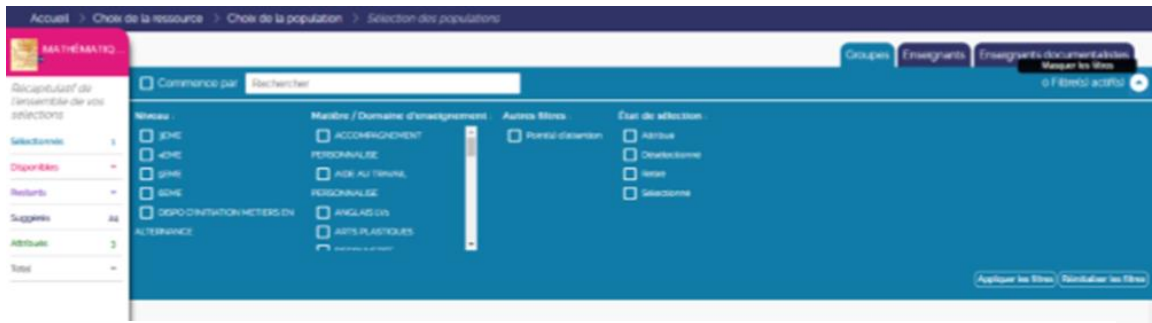 Accueil > Choix de la ressource > Choix de la population > Sélection des populations
MATHÉMATIQ...
Récapitulatif de
l'ensemble de vos
sélections
Sélectionnés 1
Disponibles -
Restants -
Suggérés 24
Attribués 3
Total -
Groupes Enseignants Enseignants documentalistes
Masquer les filtres
Commence par Rechercher
0 Filtre(s) actif(s)
Niveau :
3EME
4EME
5EME
6EME
DISPO D'INITIATION METIERS EN
ALTERNANCE
Matière / Domaine d'enseignement :
ACCOMPAGNEMENT
PERSONNALISE
AIDE AU TRAVAIL
PERSONNALISE
ANGLAIS LV1
ARTS PLASTIQUES
Autres filtres :
Point(s) d'attention
État de sélection :
Attribué
Désélectionné
Retiré
Sélectionné
Appliquer les filtres Réinitialiser les filtres